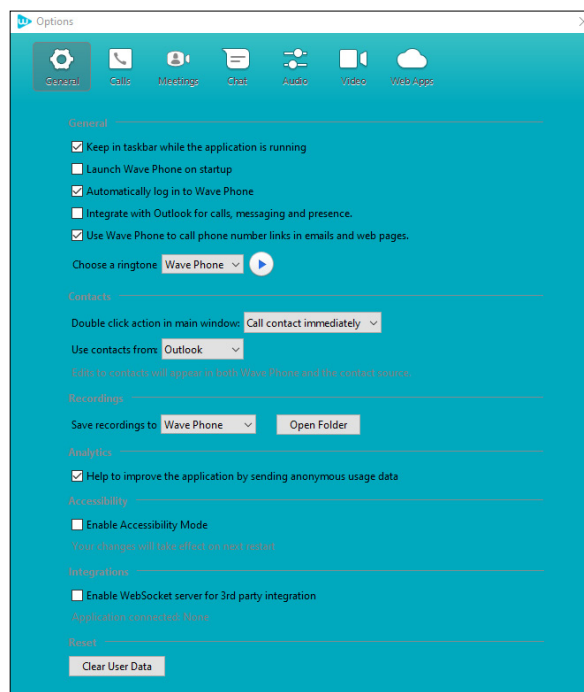 Options
General Calls Meetings Chat Audio Video Web Apps
General
Keep in taskbar while the application is running
Launch Wave Phone on startup
Automatically log in to Wave Phone
Integrate with Outlook for calls, messaging and presence.
Use Wave Phone to call phone number links in emails and web pages.
Choose a ringtone Wave Phone
Contacts
Double click action in main window: Call contact immediately
Use contacts from: Outlook
Edits to contacts will appear in both Wave Phone and the contact source
Recordings
Save recordings to Wave Phone Open Folder
Analytics
Help to improve the application by sending anonymous usage data
Accessibility
Enable Accessibility Mode
Your changes will take effect on next restart
Integrations
Enable WebSocket server for 3rd party integration
Application connected: None
Reset
Clear User Data